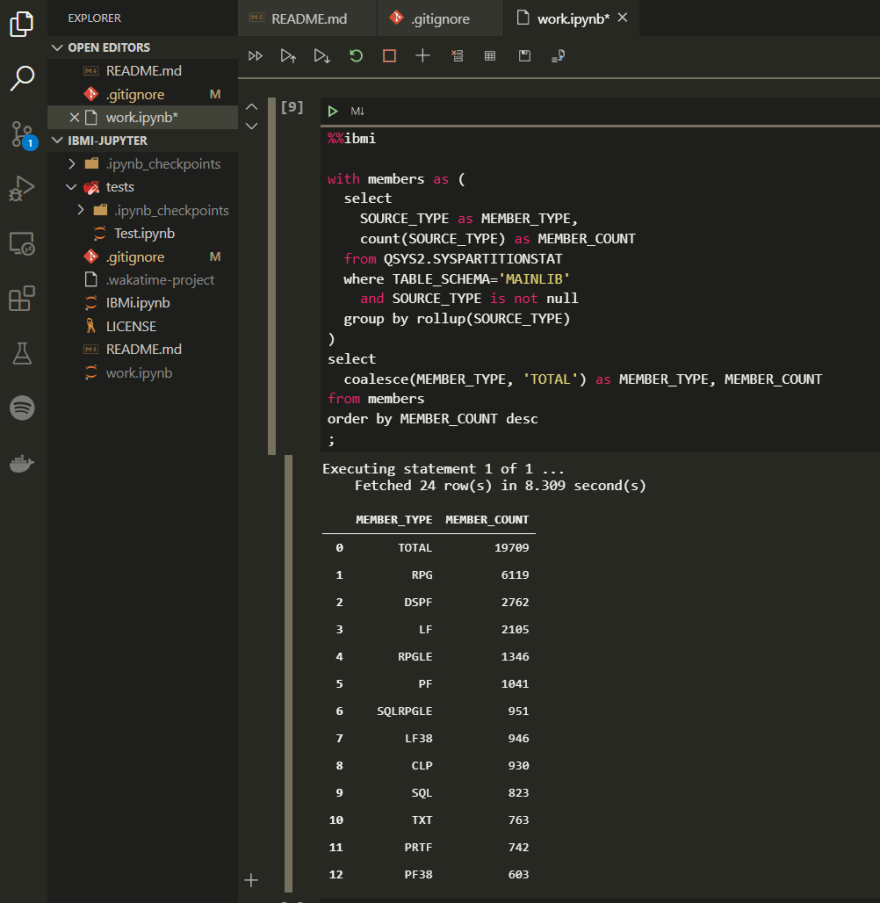 EXPLORER
OPEN EDITORS
README.md
.gitignore M
work.ipynb*
IBMI-JUPYTER
.ipynb_checkpoints
tests
.ipynb_checkpoints
Test.ipynb
.gitignore M
.wakatime-project
IBMi.ipynb
LICENSE
README.md
work.ipynb
1
README.md .gitignore work.ipynb*
[9]
M↓
%%ibmi
with members as (
select
SOURCE_TYPE as MEMBER_TYPE,
count(SOURCE_TYPE) as MEMBER_COUNT
from QSYS2.SYSPARTITIONSTAT
where TABLE_SCHEMA='MAINLIB'
and SOURCE_TYPE is not null
group by rollup(SOURCE_TYPE)
)
select
coalesce(MEMBER_TYPE, 'TOTAL') as MEMBER_TYPE, MEMBER_COUNT
from members
order by MEMBER_COUNT desc
;
Executing statement 1 of 1 ...
Fetched 24 row(s) in 8.309 second(s)
MEMBER_TYPE MEMBER_COUNT
0 TOTAL 19709
1 RPG 6119
2 DSPF 2762
3 LF 2105
4 RPGLE 1346
5 PF 1041
6 SQLRPGLE 951
7 LF38 946
8 CLP 930
9 SQL 823
10 TXT 763
11 PRTF 742
12 PF38 603